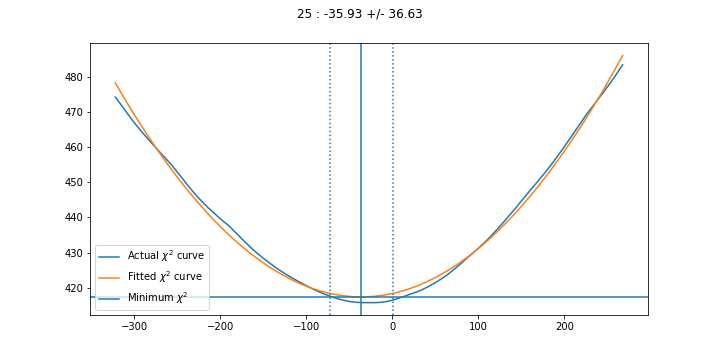 25 : -35.93 +/- 36.63
480
470
460
450
440
430
420
Actual χ² curve
Fitted χ² curve
Minimum χ²
−300 −200 −100 0 100 200